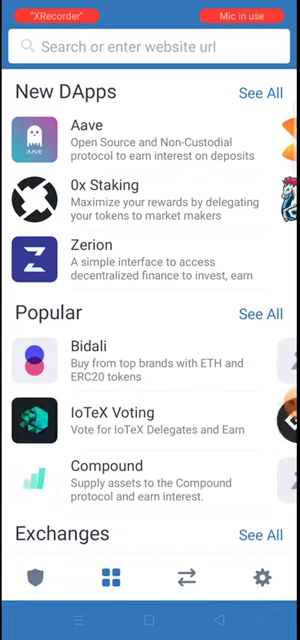 "XRecorder"
Mic in use
Search or enter website url
New DApps
See All
AAVE
Aave
Open Source and Non-Custodial
protocol to earn interest on deposits
0x Staking
Maximize your rewards by delegating
your tokens to market makers
Zerion
A simple interface to access
decentralized finance to invest, earn
Popular
See All
Bidali
Buy from top brands with ETH and
ERC20 tokens
IoTeX Voting
Vote for IoTeX Delegates and Earn
Compound
Supply assets to the Compound
protocol and earn interest.
Exchanges
See All